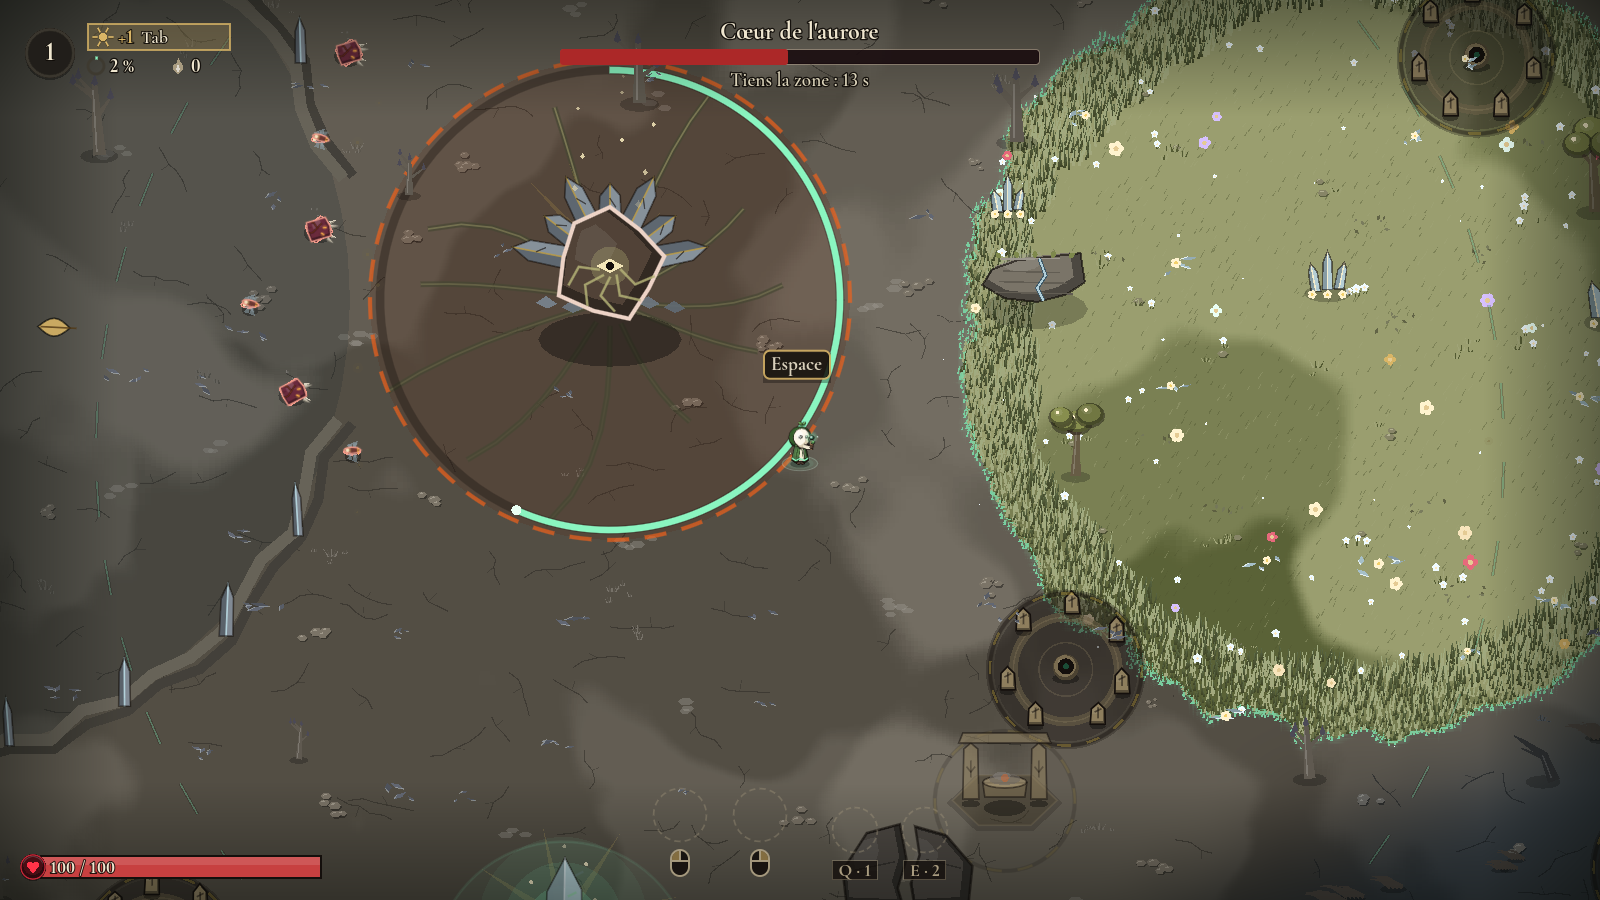 Cœur de l'aurore
1
+1 Tab
2 %
0
Tiens la zone : 13 s
Espace
100 / 100
Q · 1
E · 2